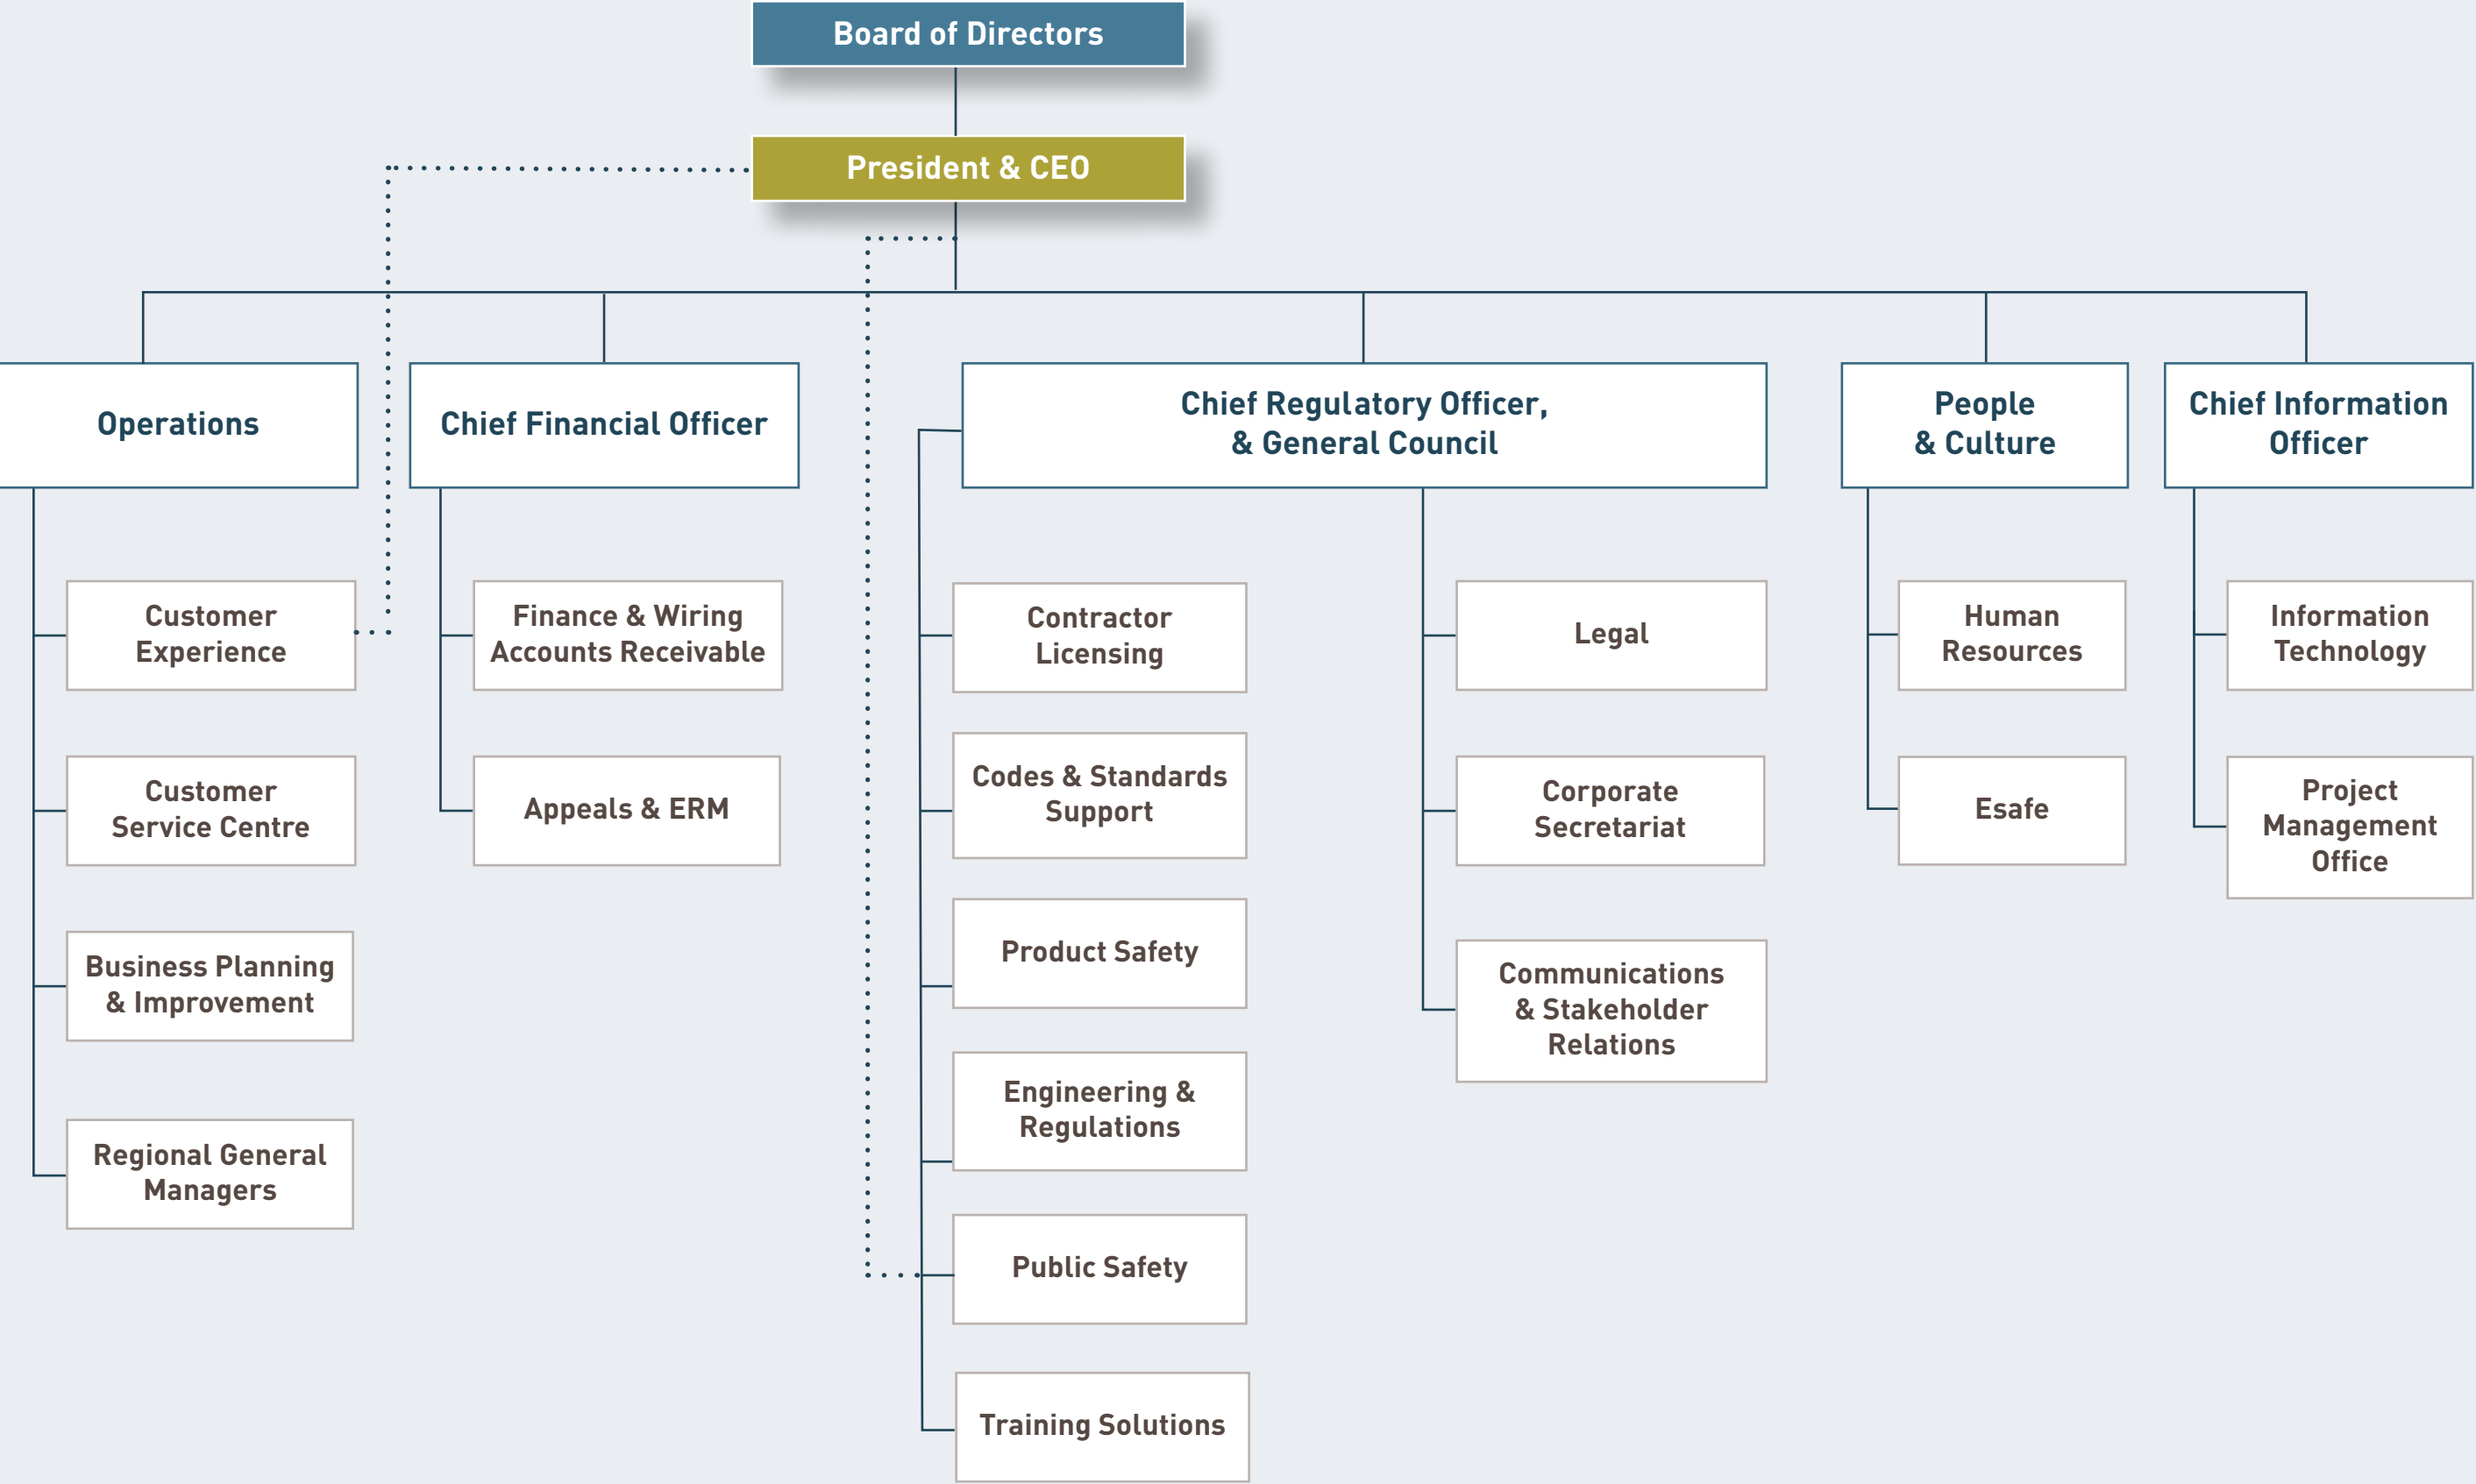 Board of Directors
President & CEO
Operations
Chief Financial Officer
Chief Regulatory Officer,
& General Council
People
& Culture
Chief Information
Officer
Customer
Experience
Customer
Service Centre
Business Planning
& Improvement
Regional General
Managers
Finance & Wiring
Accounts Receivable
Appeals & ERM
Contractor
Licensing
Codes & Standards
Support
Product Safety
Engineering &
Regulations
Public Safety
Training Solutions
Legal
Corporate
Secretariat
Communications
& Stakeholder
Relations
Human
Resources
Esafe
Information
Technology
Project
Management
Office